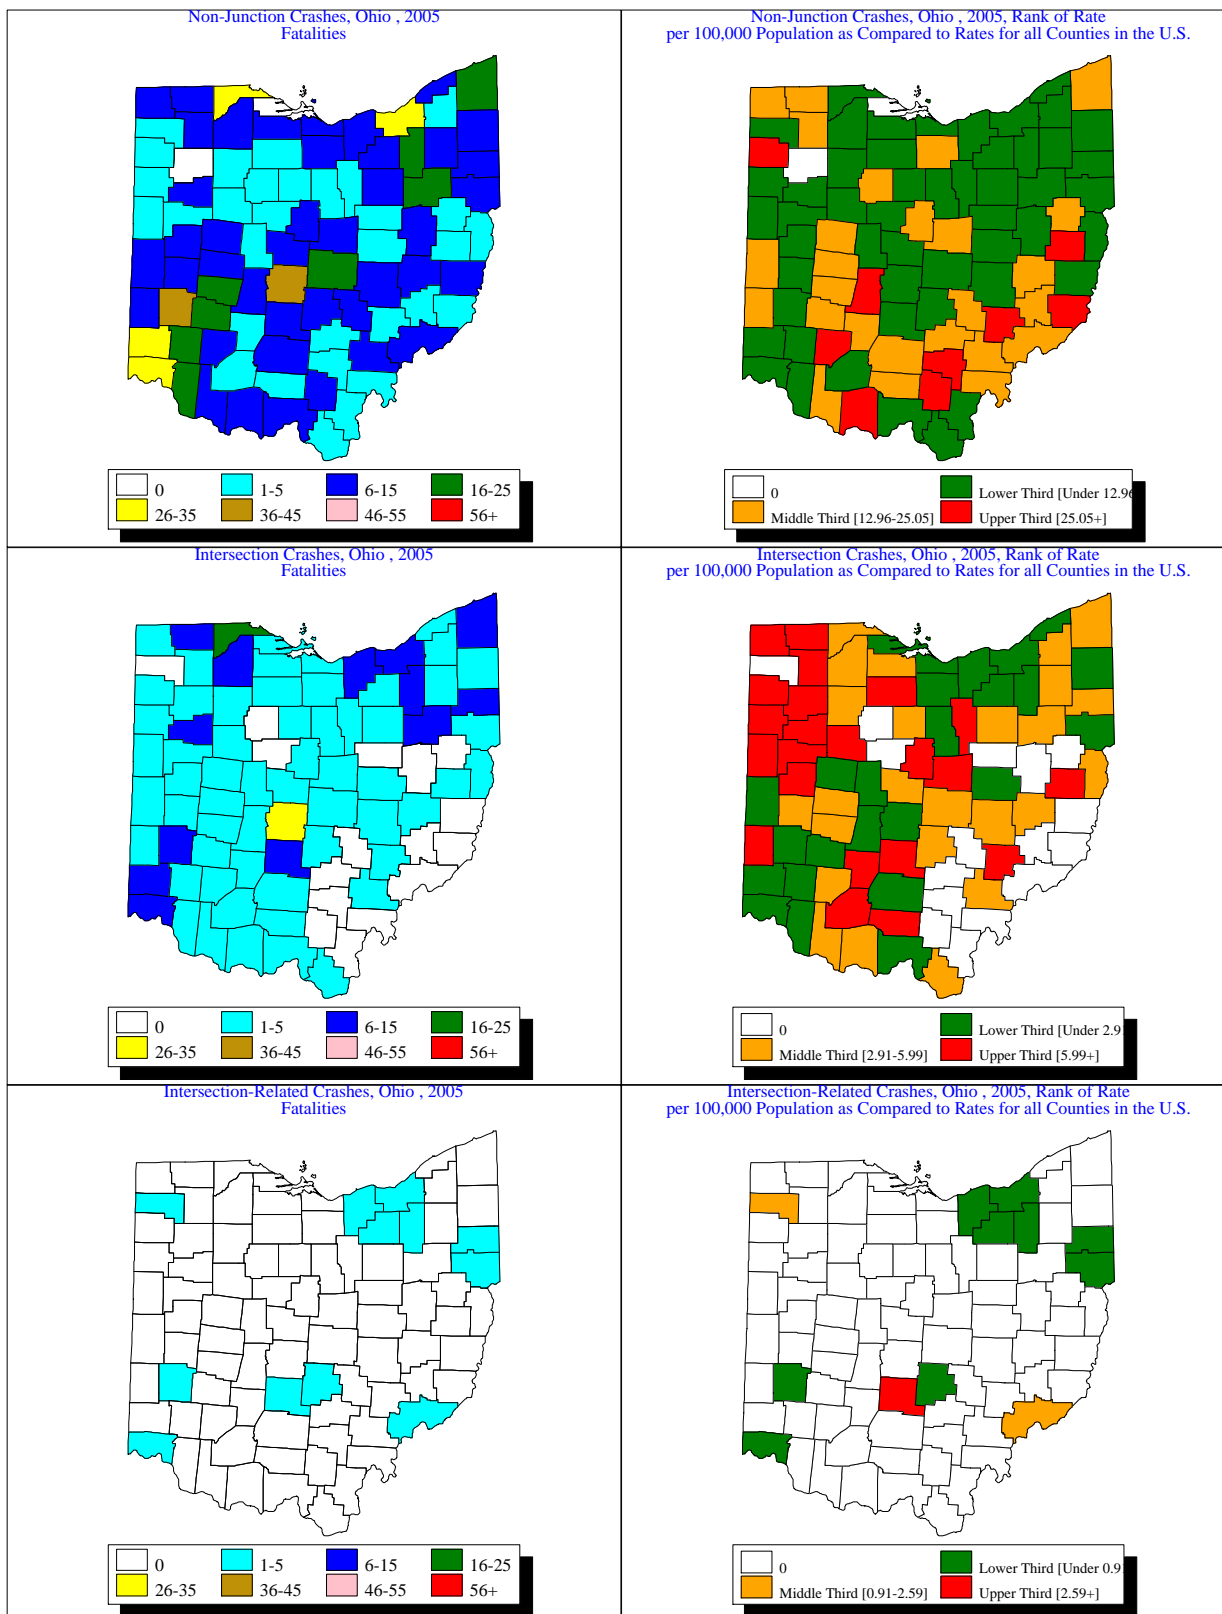 Non-Junction Crashes, Ohio , 2005
Fatalities
0
1-5
6-15
16-25
26-35
36-45
46-55
56+
Non-Junction Crashes, Ohio , 2005, Rank of Rate
per 100,000 Population as Compared to Rates for all Counties in the U.S.
0
Lower Third [Under 12.96
Middle Third [12.96-25.05]
Upper Third [25.05+]
Intersection Crashes, Ohio , 2005
Fatalities
0
1-5
6-15
16-25
26-35
36-45
46-55
56+
Intersection Crashes, Ohio , 2005, Rank of Rate
per 100,000 Population as Compared to Rates for all Counties in the U.S.
0
Lower Third [Under 2.91
Middle Third [2.91-5.99]
Upper Third [5.99+]
Intersection-Related Crashes, Ohio , 2005
Fatalities
0
1-5
6-15
16-25
26-35
36-45
46-55
56+
Intersection-Related Crashes, Ohio , 2005, Rank of Rate
per 100,000 Population as Compared to Rates for all Counties in the U.S.
0
Lower Third [Under 0.91
Middle Third [0.91-2.59]
Upper Third [2.59+]